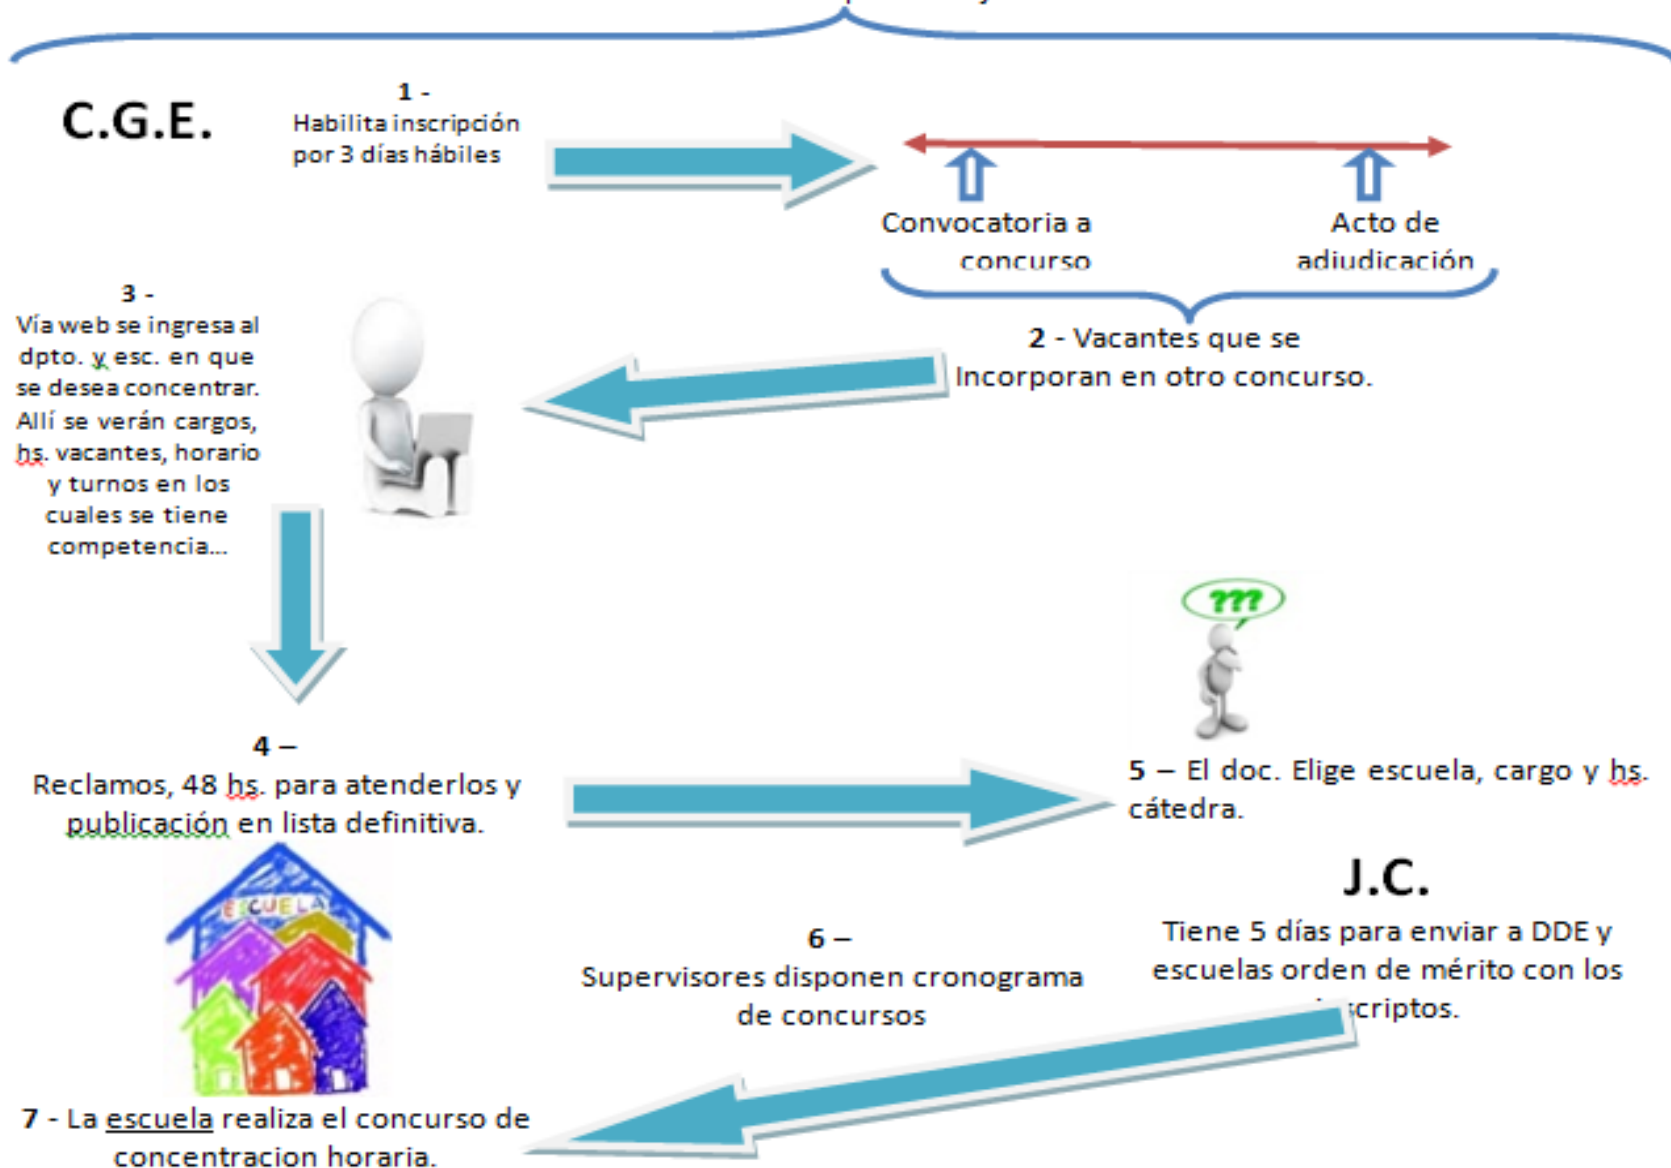 C.G.E.
1 -
Habilita inscripción
por 3 días hábiles
Convocatoria a
concurso
Acto de
adjudicación
2 - Vacantes que se
Incorporan en otro concurso.
3 -
Vía web se ingresa al
dpto. y esc. en que
se desea concentrar.
Allí se verán cargos,
hs. vacantes, horario
y turnos en los
cuales se tiene
competencia...
4 –
Reclamos, 48 hs. para atenderlos y
publicación en lista definitiva.
???
5 – El doc. Elige escuela, cargo y hs.
cátedra.
ESCUELA
J.C.
Tiene 5 días para enviar a DDE y
escuelas orden de mérito con los
6 –
Supervisores disponen cronograma
de concursos
7 - La escuela realiza el concurso de
concentracion horaria.